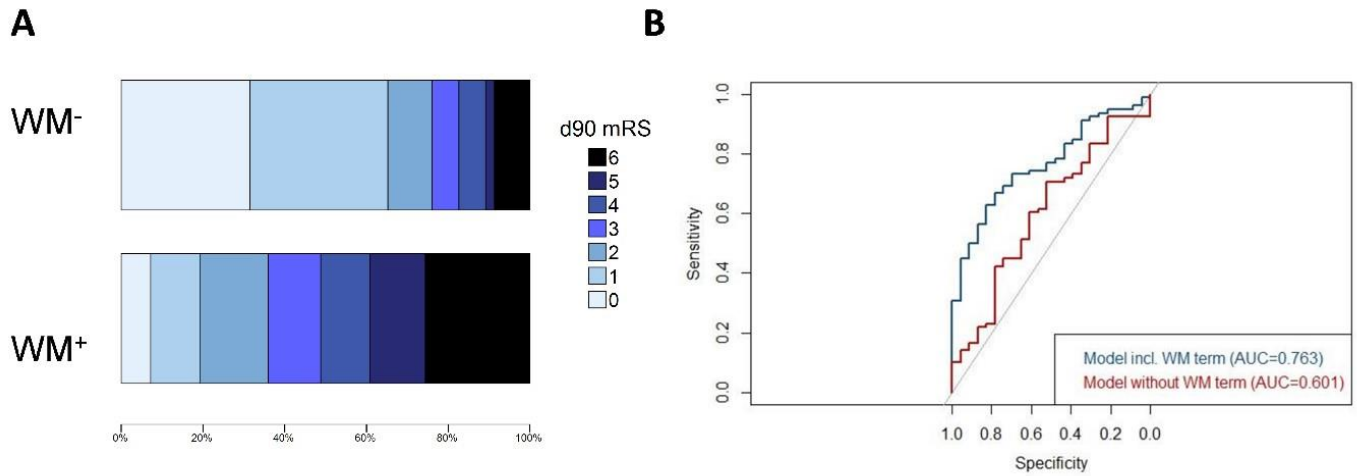 A
WM-
WM+
d90 mRS
6
5
4
3
2
1
0
0%
20%
40%
60%
80%
100%
B
Sensitivity
1.0
0.8
0.6
0.4
0.2
0.0
Model incl. WM term (AUC=0.763)
Model without WM term (AUC=0.601)
1.0 0.8 0.6 0.4 0.2 0.0
Specificity